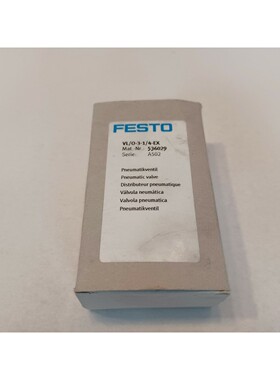 FESTO
VL/O-3-1/4-EX
Mat. Nr.: 536029
Serie: AS02
Pneumatikventil
Pneumatic valve
Distributeur pneumatique
Válvula neumática
Valvola pneumatica
Pneumatikventil